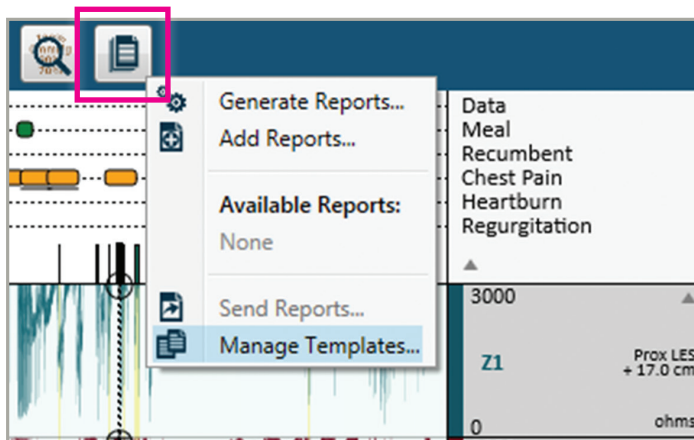 Generate Reports...
Add Reports...
Available Reports:
None
Send Reports...
Manage Templates...
Data
Meal
Recumbent
Chest Pain
Heartburn
Regurgitation
3000
Z1
Prox LES
+ 17.0 cm
0
ohms